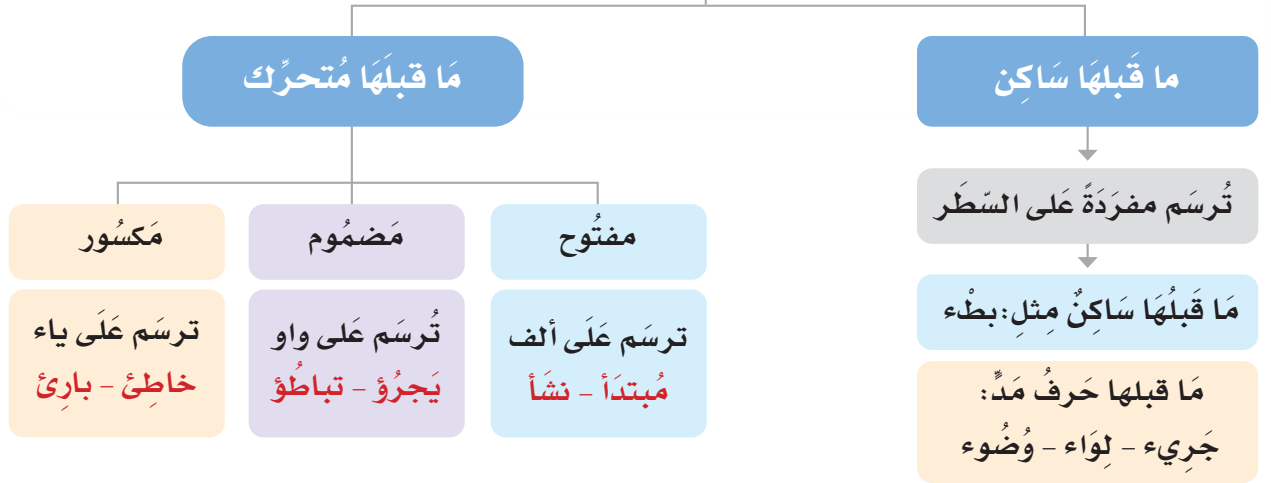 ما قَبلهَا سَاكِن
مَا قبلَهَا مُتحرِّك
تُرسَم مفرَدَةً عَلى السّطَر
مَا قَبلُهَا سَاكِنٌ مِثلِ: بطْء
مَا قبلها حَرفُ مَدٍّ:
جَرِيء – لِوَاء – وُضُوء
مفتُوح
ترسَم عَلَى ألف
مُبتدَأ – نشَأ
مَضمُوم
تُرسَم عَلى واو
يَجرُؤ – تباطُؤ
مَكسُور
ترسَم عَلَى ياء
خاطِئ – بارِئ